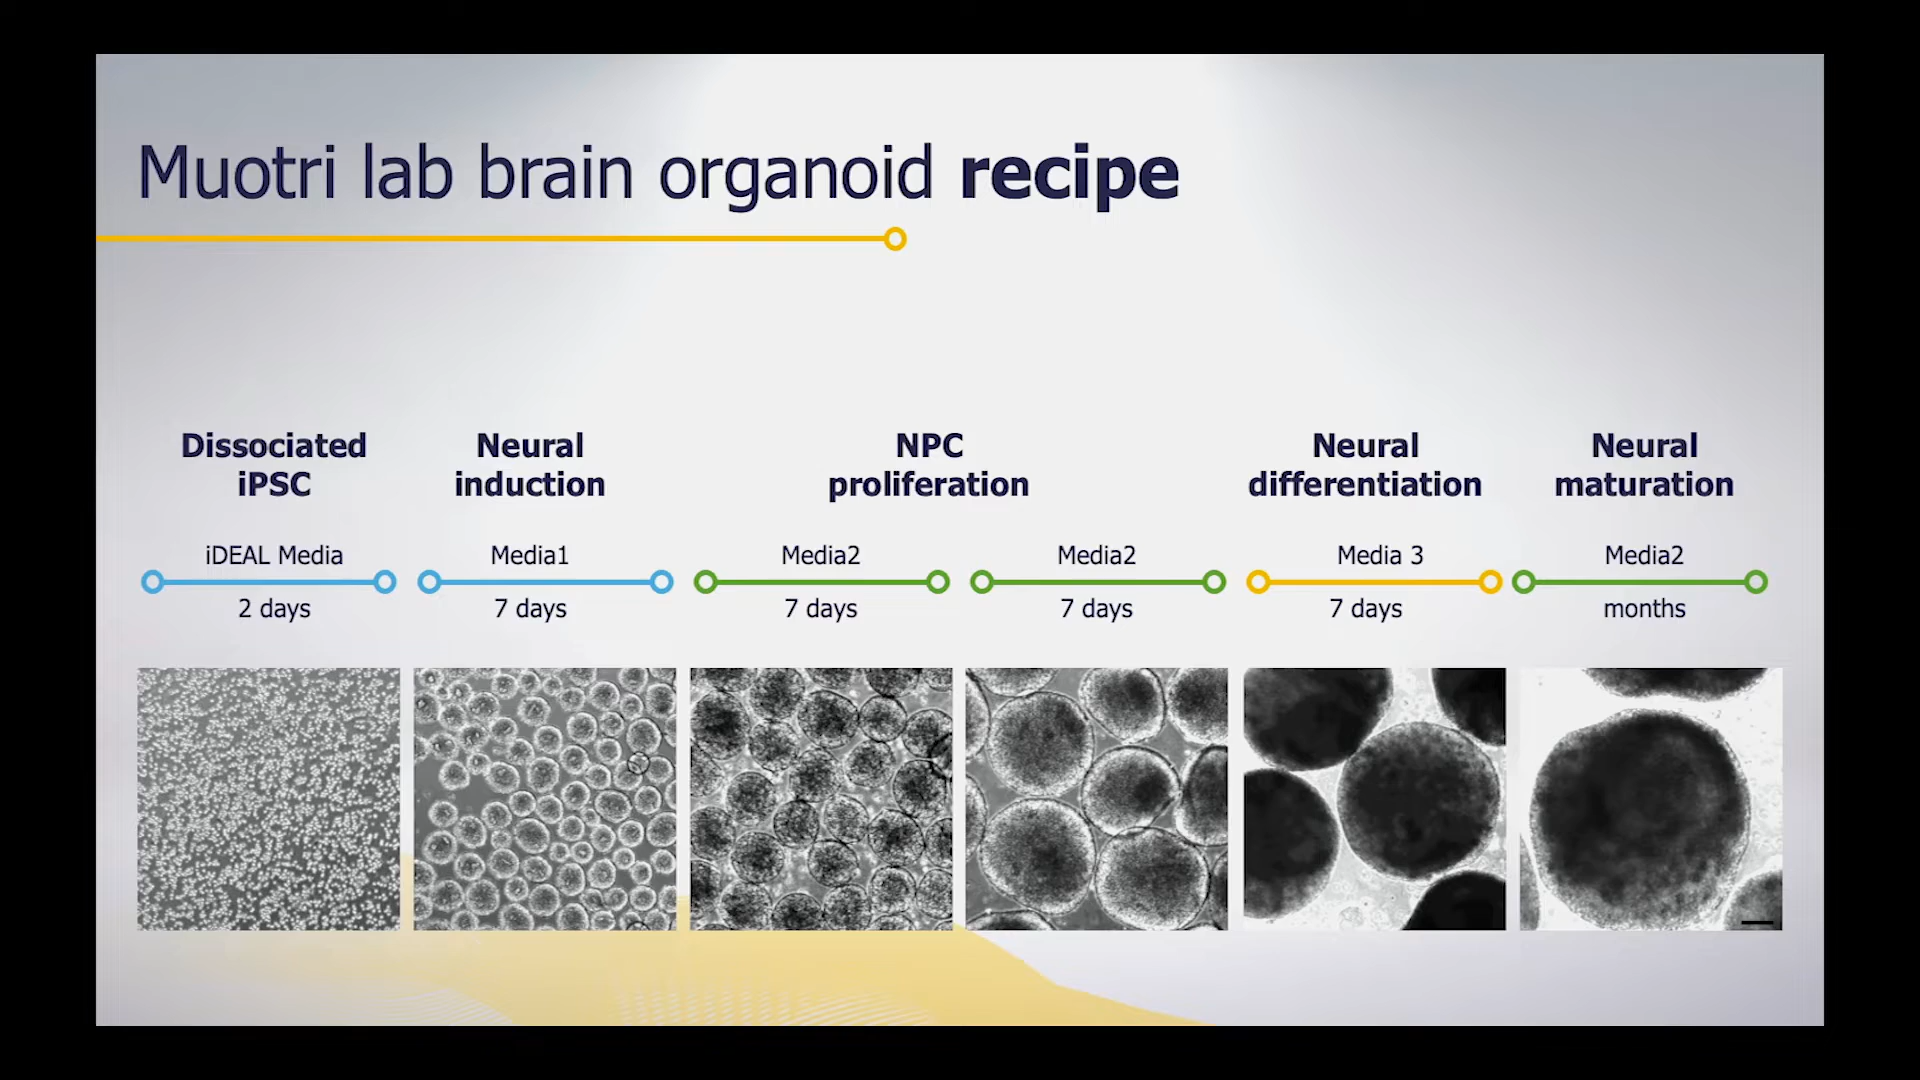 Muotri lab brain organoid recipe
Dissociated
iPSC
Neural
induction
NPC
proliferation
Neural
differentiation
Neural
maturation
iDEAL Media
Media1
Media2
Media2
Media 3
Media2
2 days
7 days
7 days
7 days
7 days
months